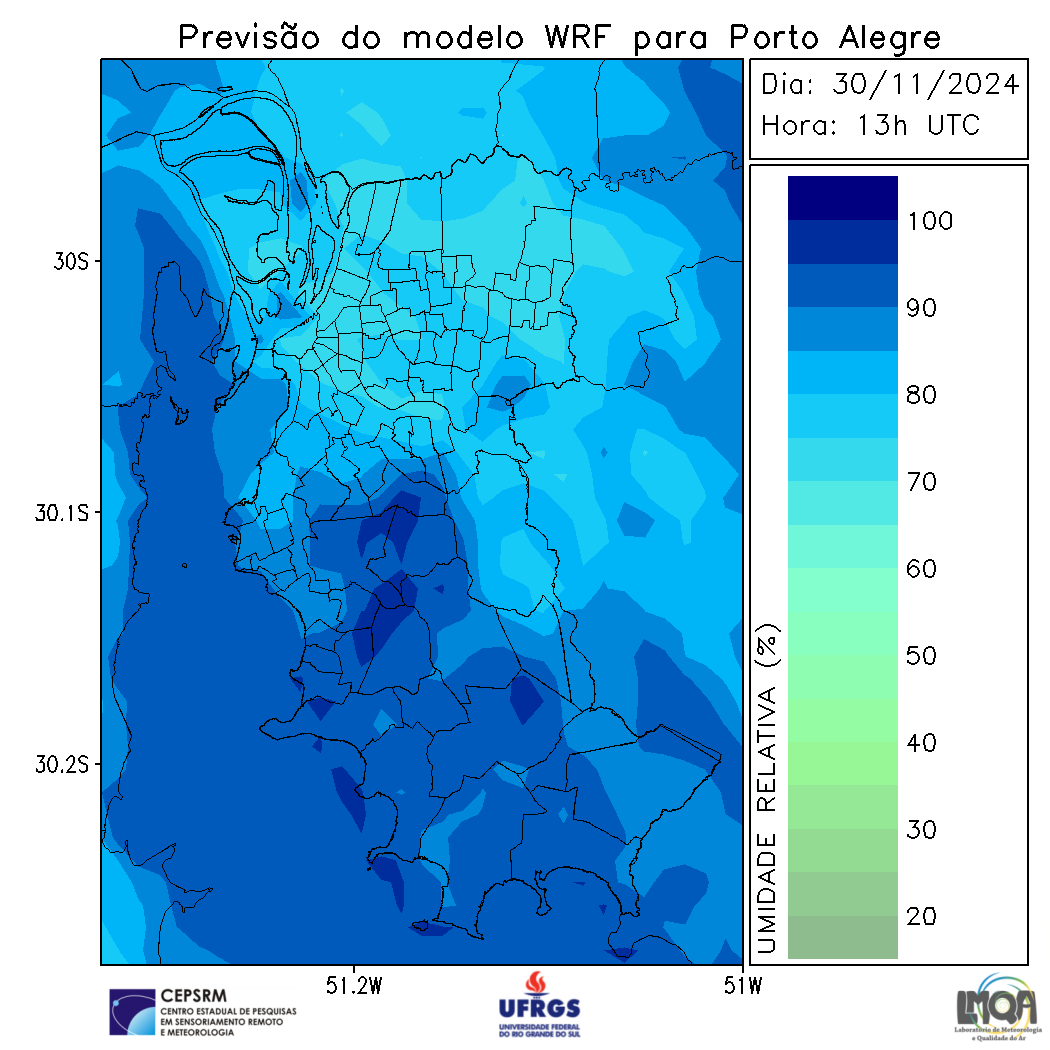 Previsão do modelo WRF para Porto Alegre
Dia: 30/11/2024
Hora: 13h UTC
100
90
80
70
60
50
40
30
20
UMIDADE RELATIVA (%)
30S
30.1S
30.2S
51.2W
51W
CEPSRM
CENTRO ESTADUAL DE PESQUISAS
EM SENSORIAMENTO REMOTO
E METEOROLOGIA
UFRGS
UNIVERSIDADE FEDERAL
DO RIO GRANDE DO SUL
LMQA
Laboratório de Meteorologia
e Qualidade do Ar